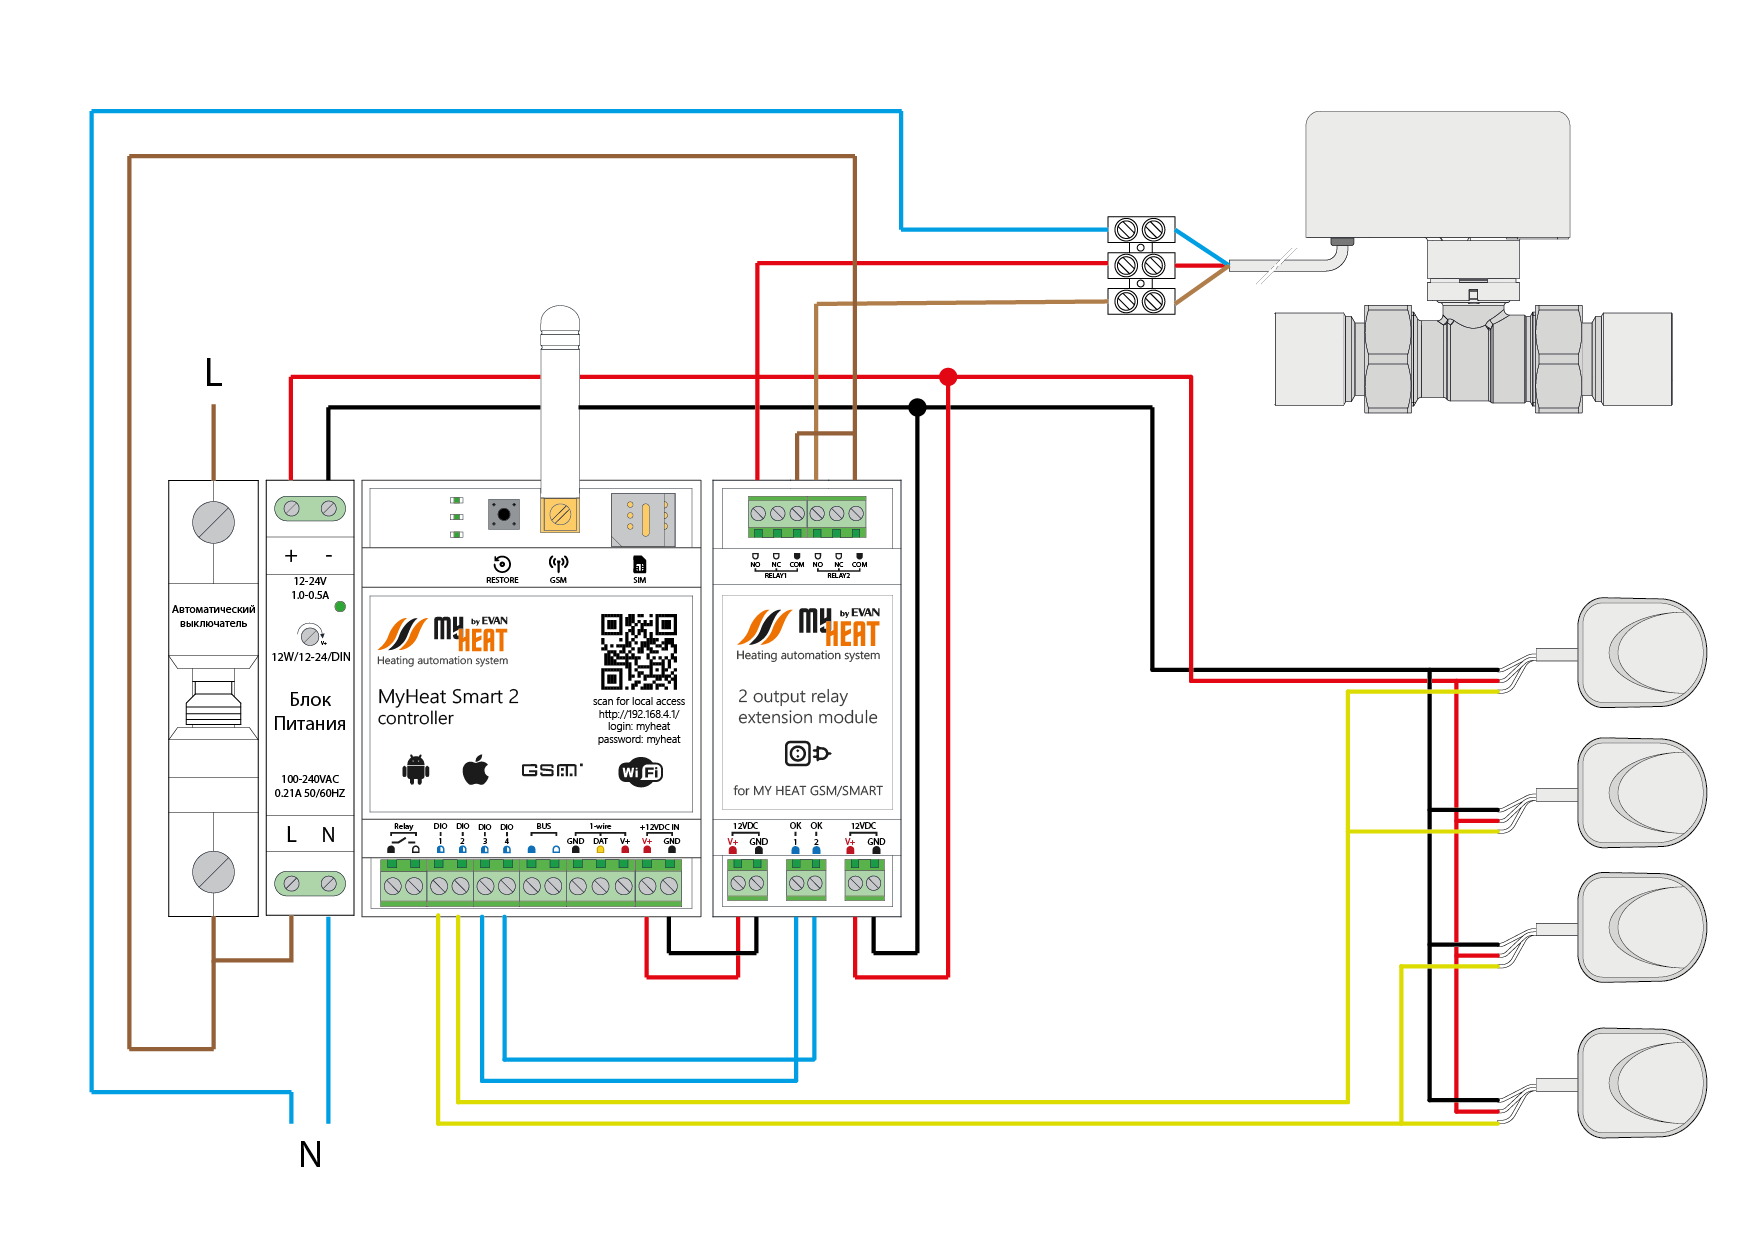 L
Автоматический
выключатель
+ -
12-24V
1.0-0.5A
V+
12W/12-24/DIN
Блок
Питания
100-240VAC
0.21A 50/60HZ
L N
N
RESTORE GSM SIM
MYHEAT
by EVAN
Heating automation system
MyHeat Smart 2
controller
scan for local access
http://192.168.4.1/
login: myheat
password: myheat
GSM
WiFi
Relay DIO DIO DIO DIO BUS 1-wire +12VDC IN
1 2 3 4 GND DAT V+ V+ GND
NO NC COM NO NC COM
RELAY1 RELAY2
MYHEAT
by EVAN
Heating automation system
2 output relay
extension module
for MY HEAT GSM/SMART
12VDC OK OK 12VDC
V+ GND 1 2 V+ GND